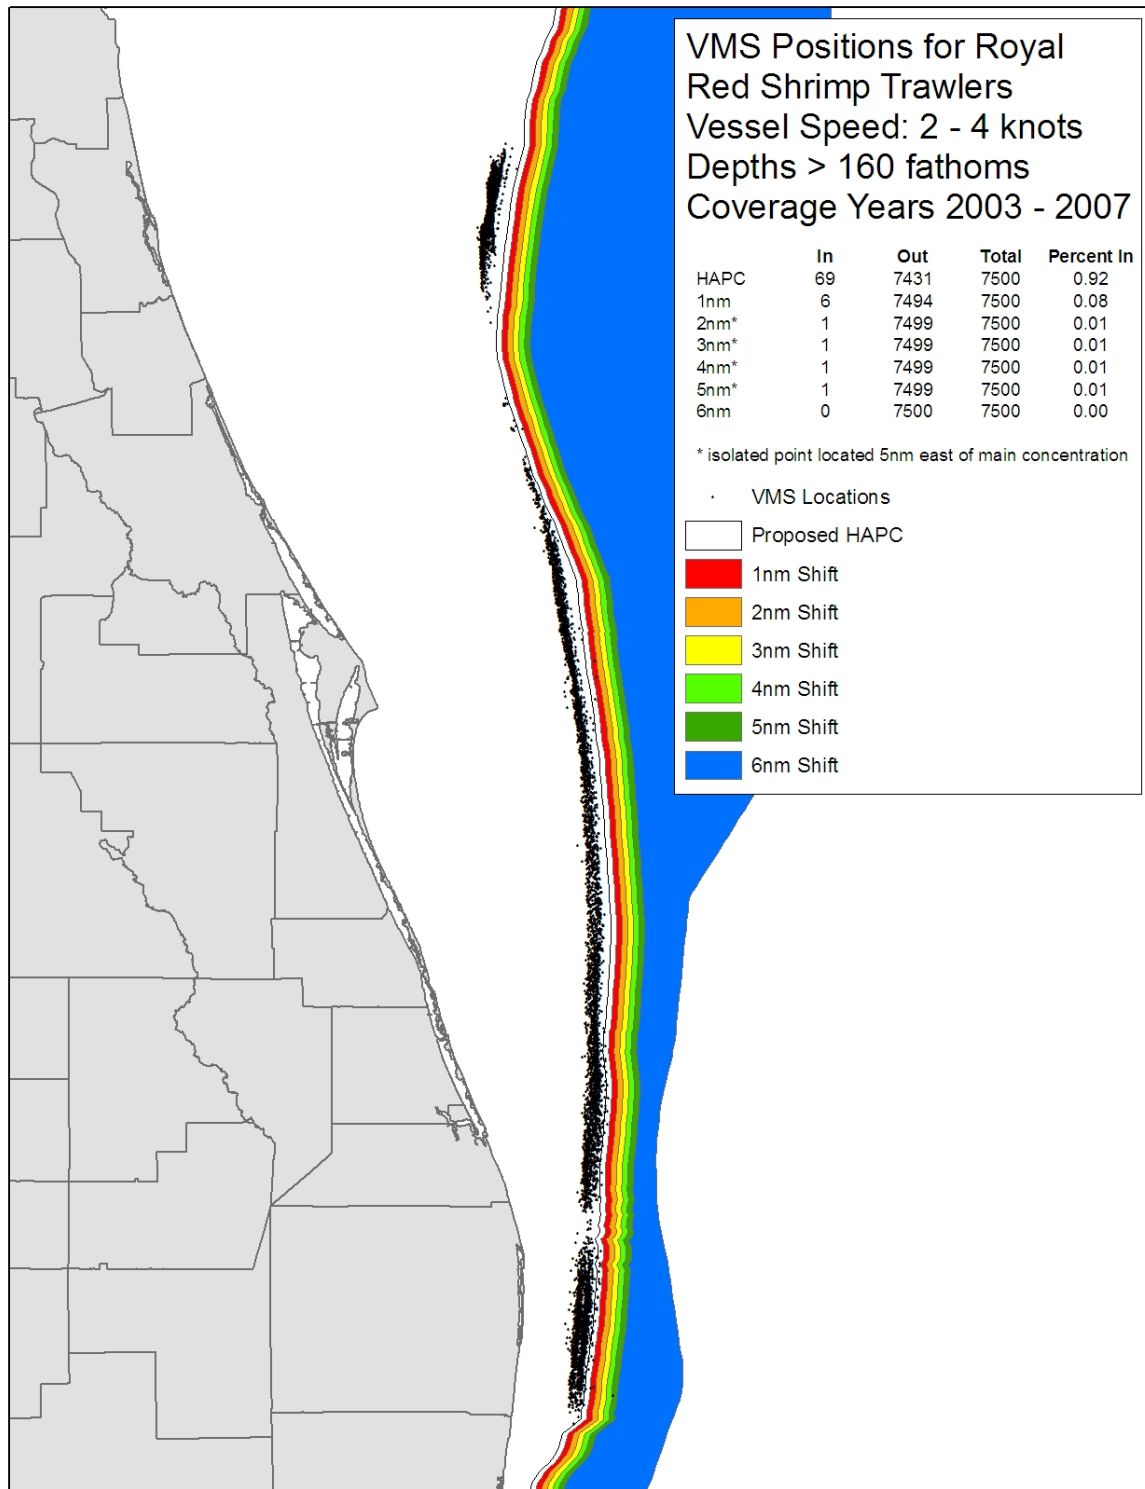 VMS Positions for Royal
Red Shrimp Trawlers
Vessel Speed: 2 - 4 knots
Depths > 160 fathoms
Coverage Years 2003 - 2007
In Out Total Percent In
HAPC 69 7431 7500 0.92
1nm 6 7494 7500 0.08
2nm* 1 7499 7500 0.01
3nm* 1 7499 7500 0.01
4nm* 1 7499 7500 0.01
5nm* 1 7499 7500 0.01
6nm 0 7500 7500 0.00
* isolated point located 5nm east of main concentration
VMS Locations
Proposed HAPC
1nm Shift
2nm Shift
3nm Shift
4nm Shift
5nm Shift
6nm Shift